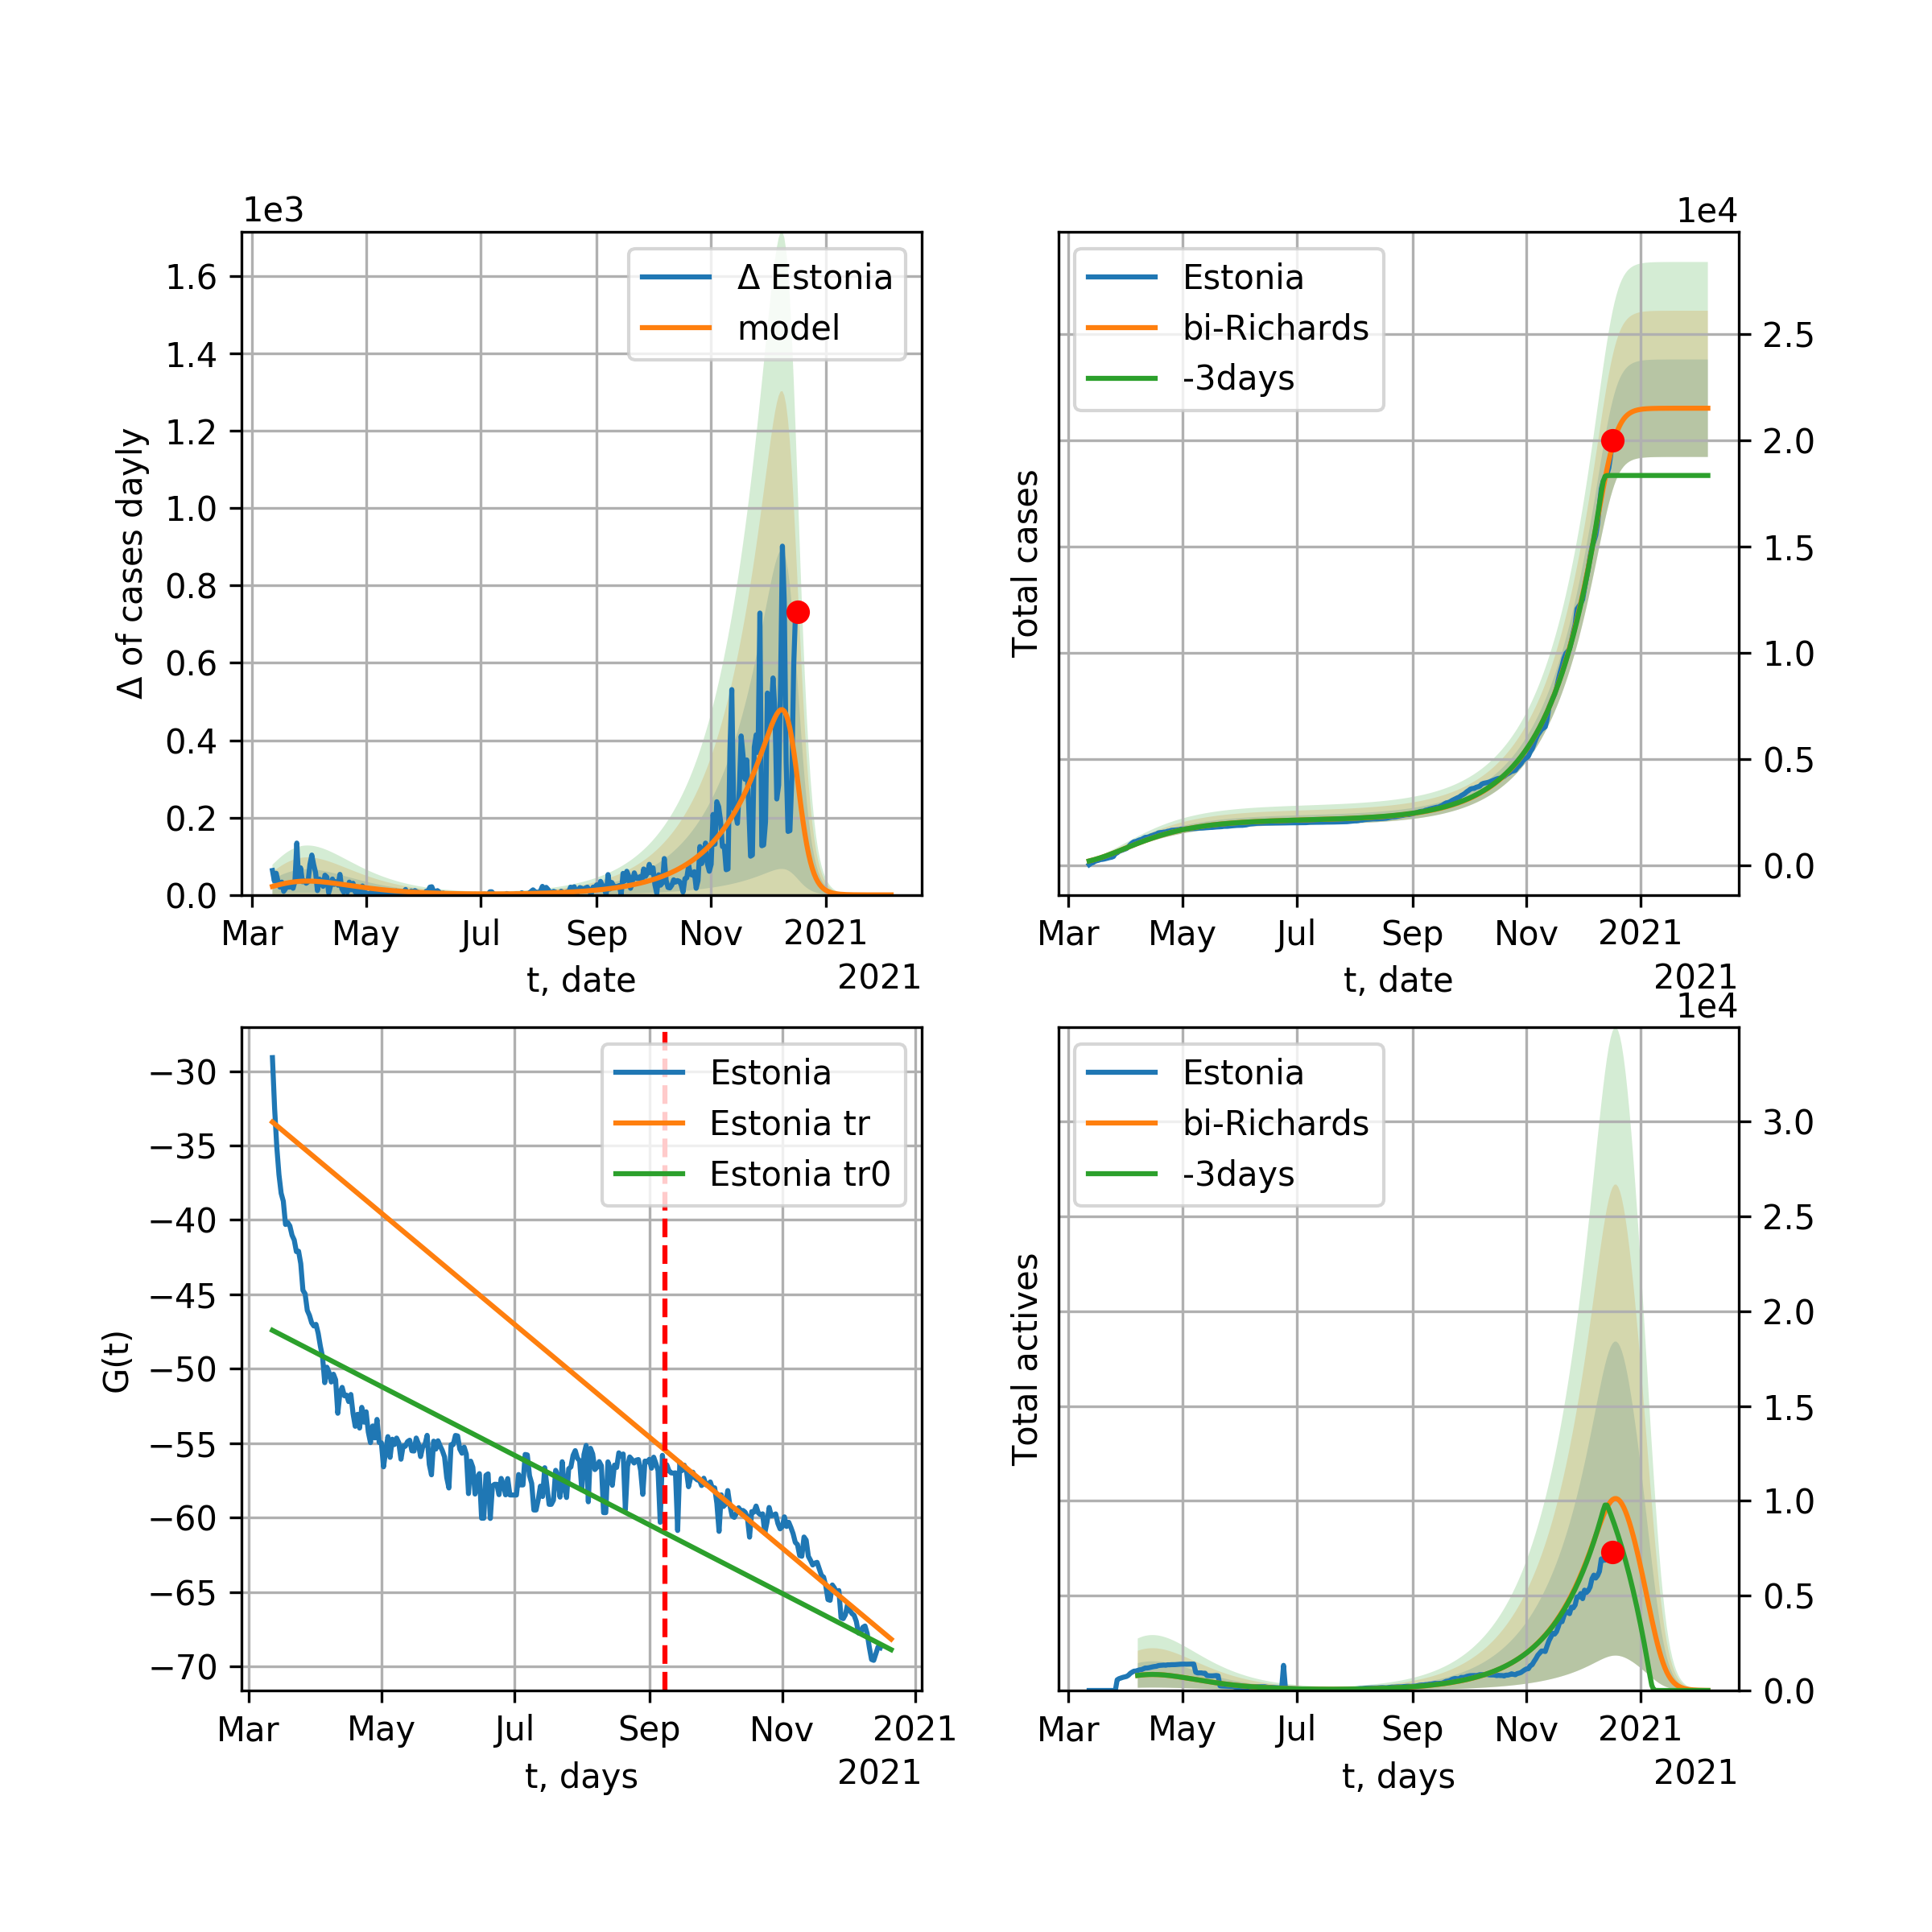 1e3
Δ Estonia
model
1.6
1.4
1.2
1.0
0.8
0.6
0.4
0.2
0.0
Δ of cases dayly
Mar May Jul Sep Nov 2021
t, date
2021
1e4
Estonia
bi-Richards
-3days
2.5
2.0
1.5
1.0
0.5
0.0
Total cases
Mar May Jul Sep Nov 2021
t, date
2021
Estonia
Estonia tr
Estonia tr0
−30
−35
−40
−45
−50
−55
−60
−65
−70
G(t)
Mar May Jul Sep Nov 2021
t, days
2021
1e4
Estonia
bi-Richards
-3days
3.0
2.5
2.0
1.5
1.0
0.5
0.0
Total actives
Mar May Jul Sep Nov 2021
t, days
2021